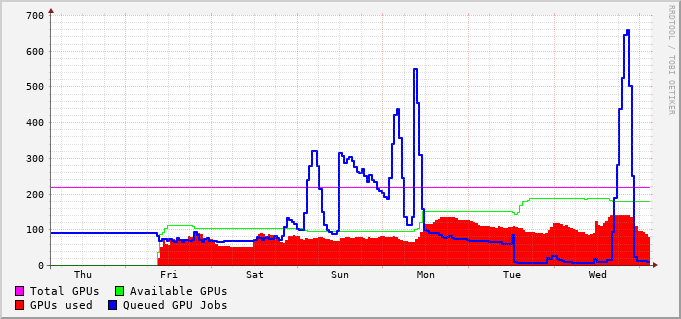 700
600
500
400
300
200
100
0
Thu Fri Sat Sun Mon Tue Wed
Total GPUs Available GPUs
GPUs used Queued GPU Jobs
RRDTOOL / TOBI OETIKER